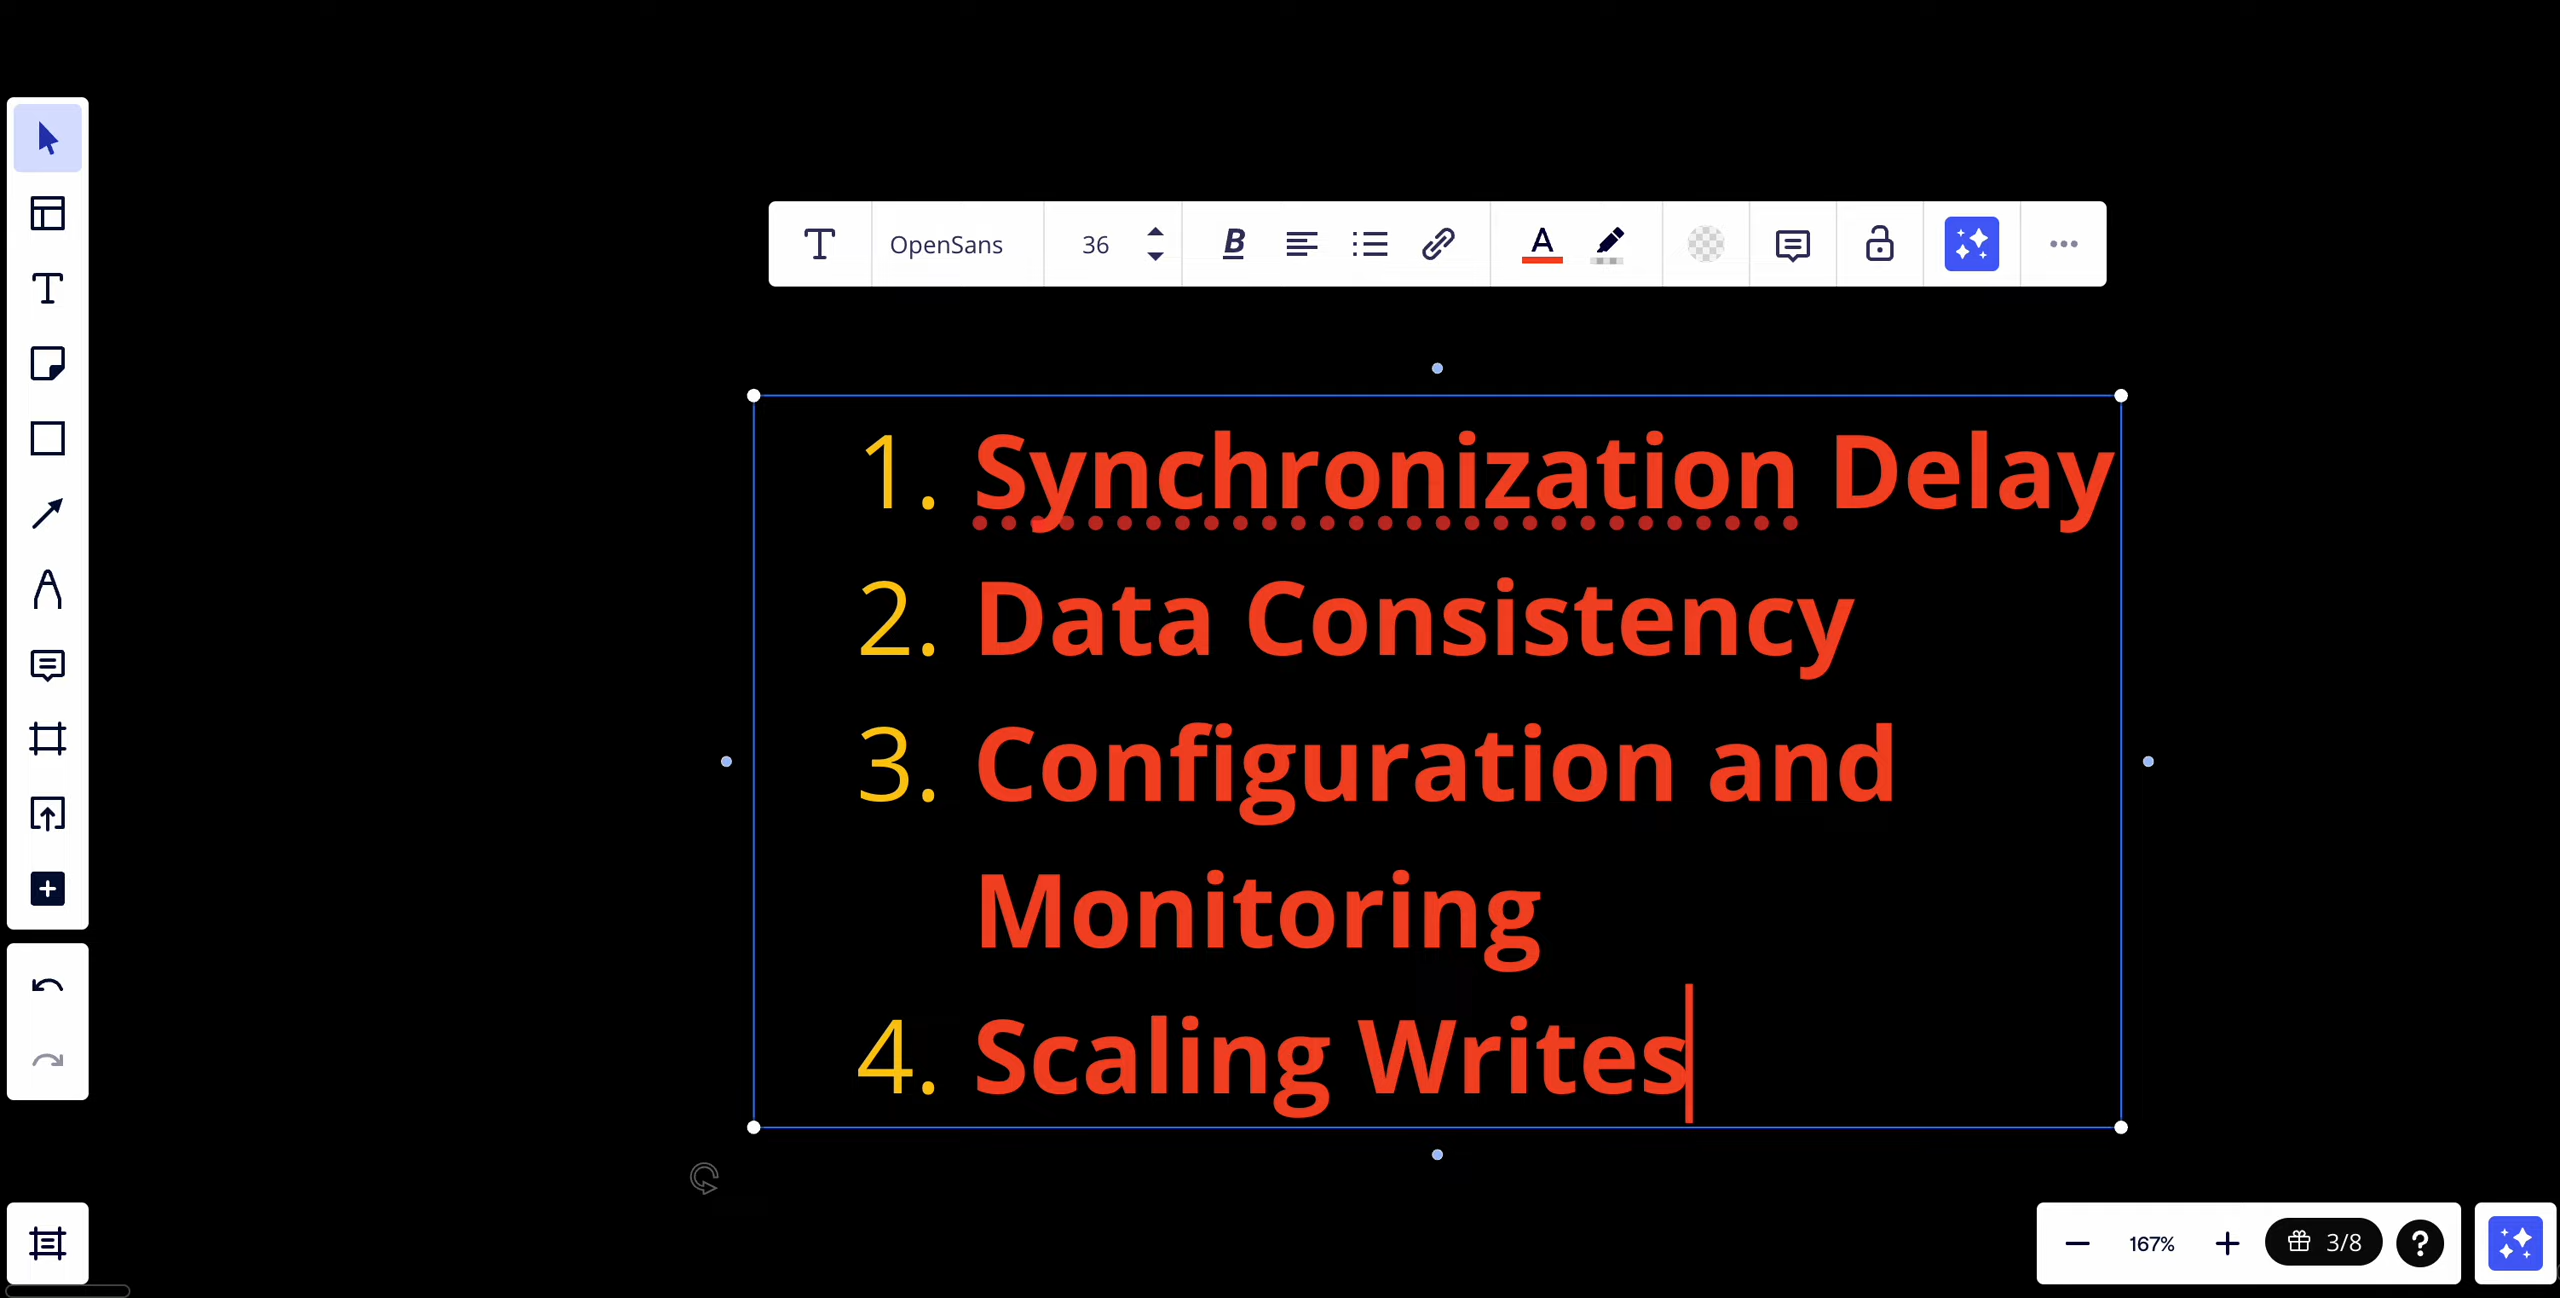 OpenSans
36
B
A
1. Synchronization Delay
2. Data Consistency
3. Configuration and
Monitoring
4. Scaling Writes
167%
3/8
?